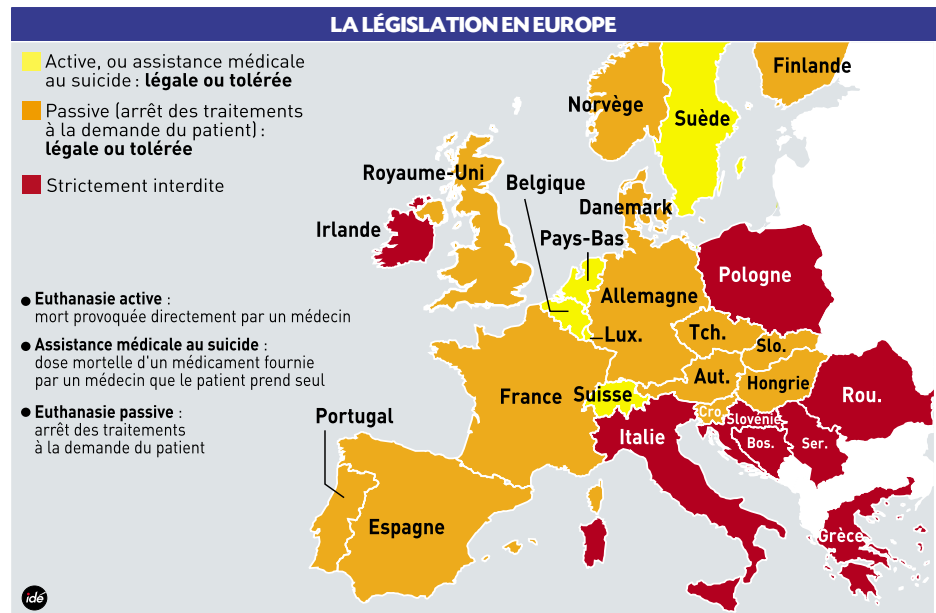 LA LÉGISLATION EN EUROPE
Active, ou assistance médicale
au suicide : légale ou tolérée
Passive (arrêt des traitements
à la demande du patient) :
légale ou tolérée
Strictement interdite
Finlande
Norvège
Suède
Royaume-Uni
Belgique
Danemark
Irlande
Pays-Bas
Pologne
Allemagne
Euthanasie active :
mort provoquée directement par un médecin
Assistance médicale au suicide :
dose mortelle d'un médicament fournie
par un médecin que le patient prend seul
Euthanasie passive :
arrêt des traitements
à la demande du patient
Lux.
Tch.
Slo.
Aut.
Hongrie
France
Suisse
Rou.
Portugal
Cro.
Slovénie
Italie
Bos.
Ser.
Espagne
Grèce
idé